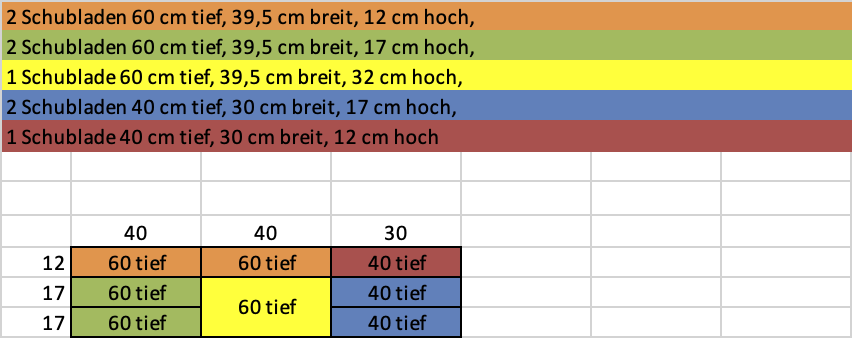 2 Schubladen 60 cm tief, 39,5 cm breit, 12 cm hoch,
2 Schubladen 60 cm tief, 39,5 cm breit, 17 cm hoch,
1 Schublade 60 cm tief, 39,5 cm breit, 32 cm hoch,
2 Schubladen 40 cm tief, 30 cm breit, 17 cm hoch,
1 Schublade 40 cm tief, 30 cm breit, 12 cm hoch
40 40 30
12 60 tief 60 tief 40 tief
17 60 tief 60 tief 40 tief
17 60 tief 40 tief